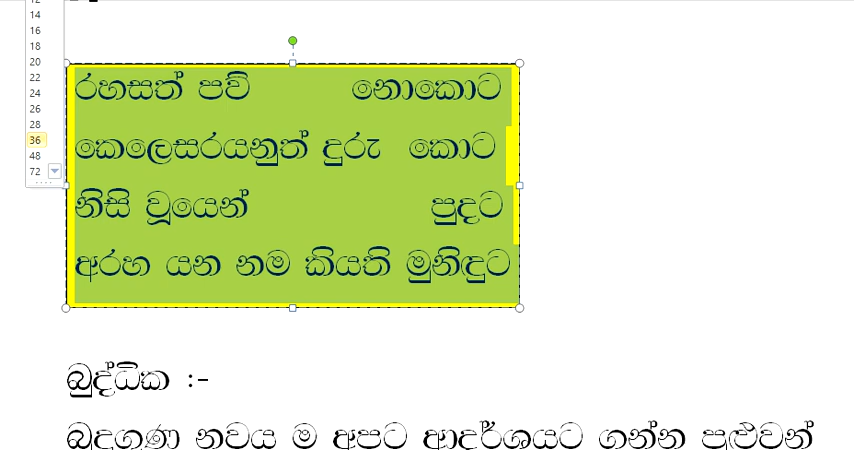 14
16
18
20
22
24
26
28
36
48
72
රහසත් පව් නොකොට
කෙලෙසරයනුත් දුරු කොට
නිසි වූයෙන් පුදට
අරහ යන නම කියති මුනිඳුට
බුද්ධික :-
බුදුගුණ නවය ම අපට ආදර්ශයට ගන්න පුළුවන්